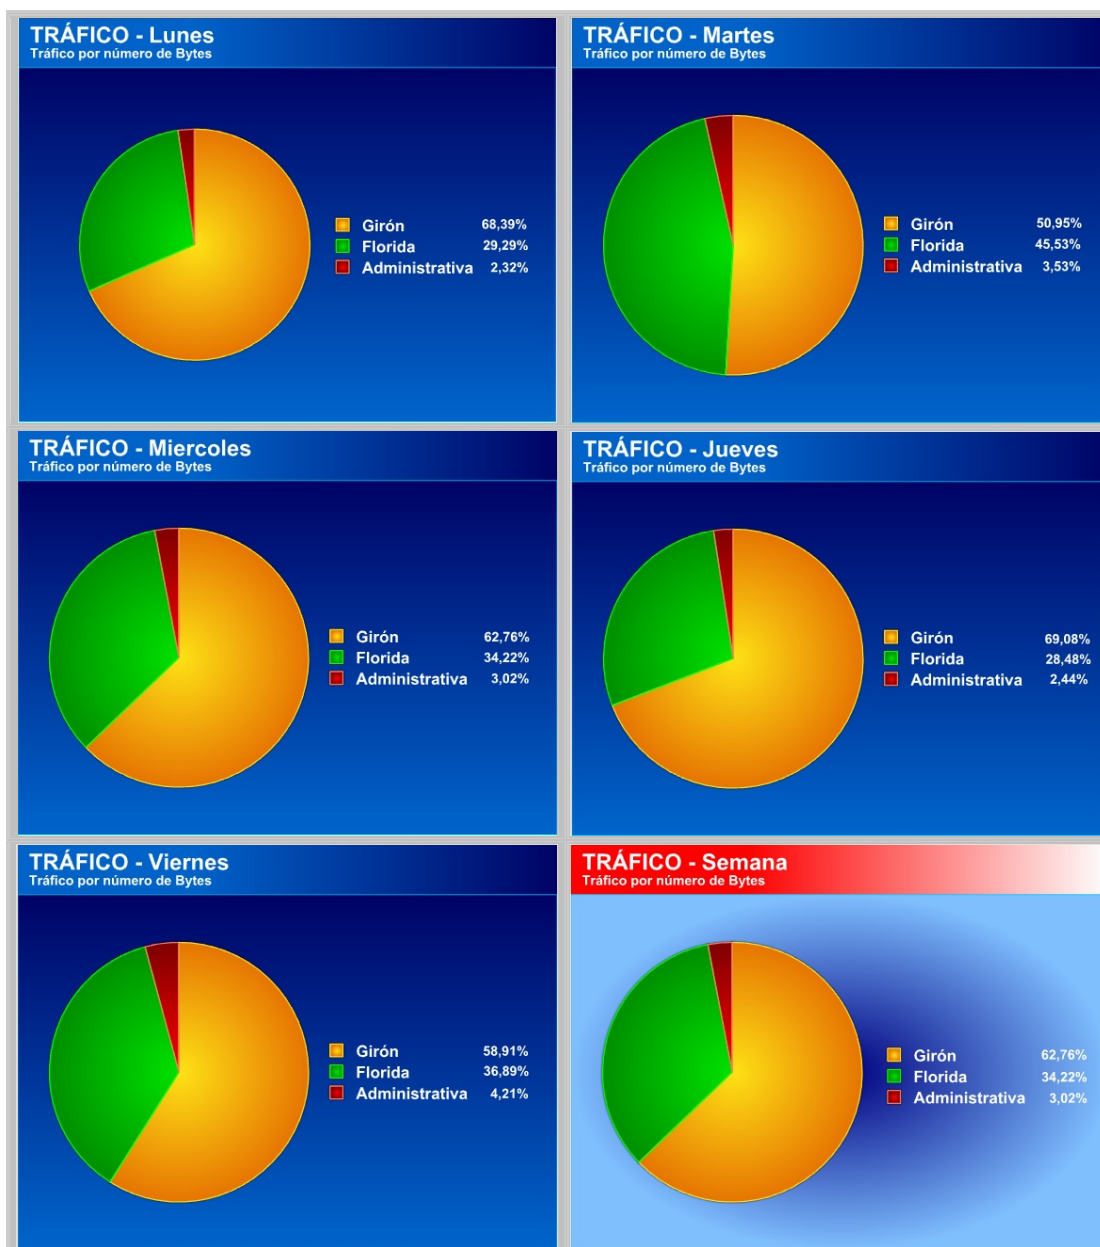 TRÁFICO - Lunes
Tráfico por número de Bytes
Girón 68,39%
Florida 29,29%
Administrativa 2,32%
TRÁFICO - Martes
Tráfico por número de Bytes
Girón 50,95%
Florida 45,53%
Administrativa 3,53%
TRÁFICO - Miercoles
Tráfico por número de Bytes
Girón 62,76%
Florida 34,22%
Administrativa 3,02%
TRÁFICO - Jueves
Tráfico por número de Bytes
Girón 69,08%
Florida 28,48%
Administrativa 2,44%
TRÁFICO - Viernes
Tráfico por número de Bytes
Girón 58,91%
Florida 36,89%
Administrativa 4,21%
TRÁFICO - Semana
Tráfico por número de Bytes
Girón 62,76%
Florida 34,22%
Administrativa 3,02%